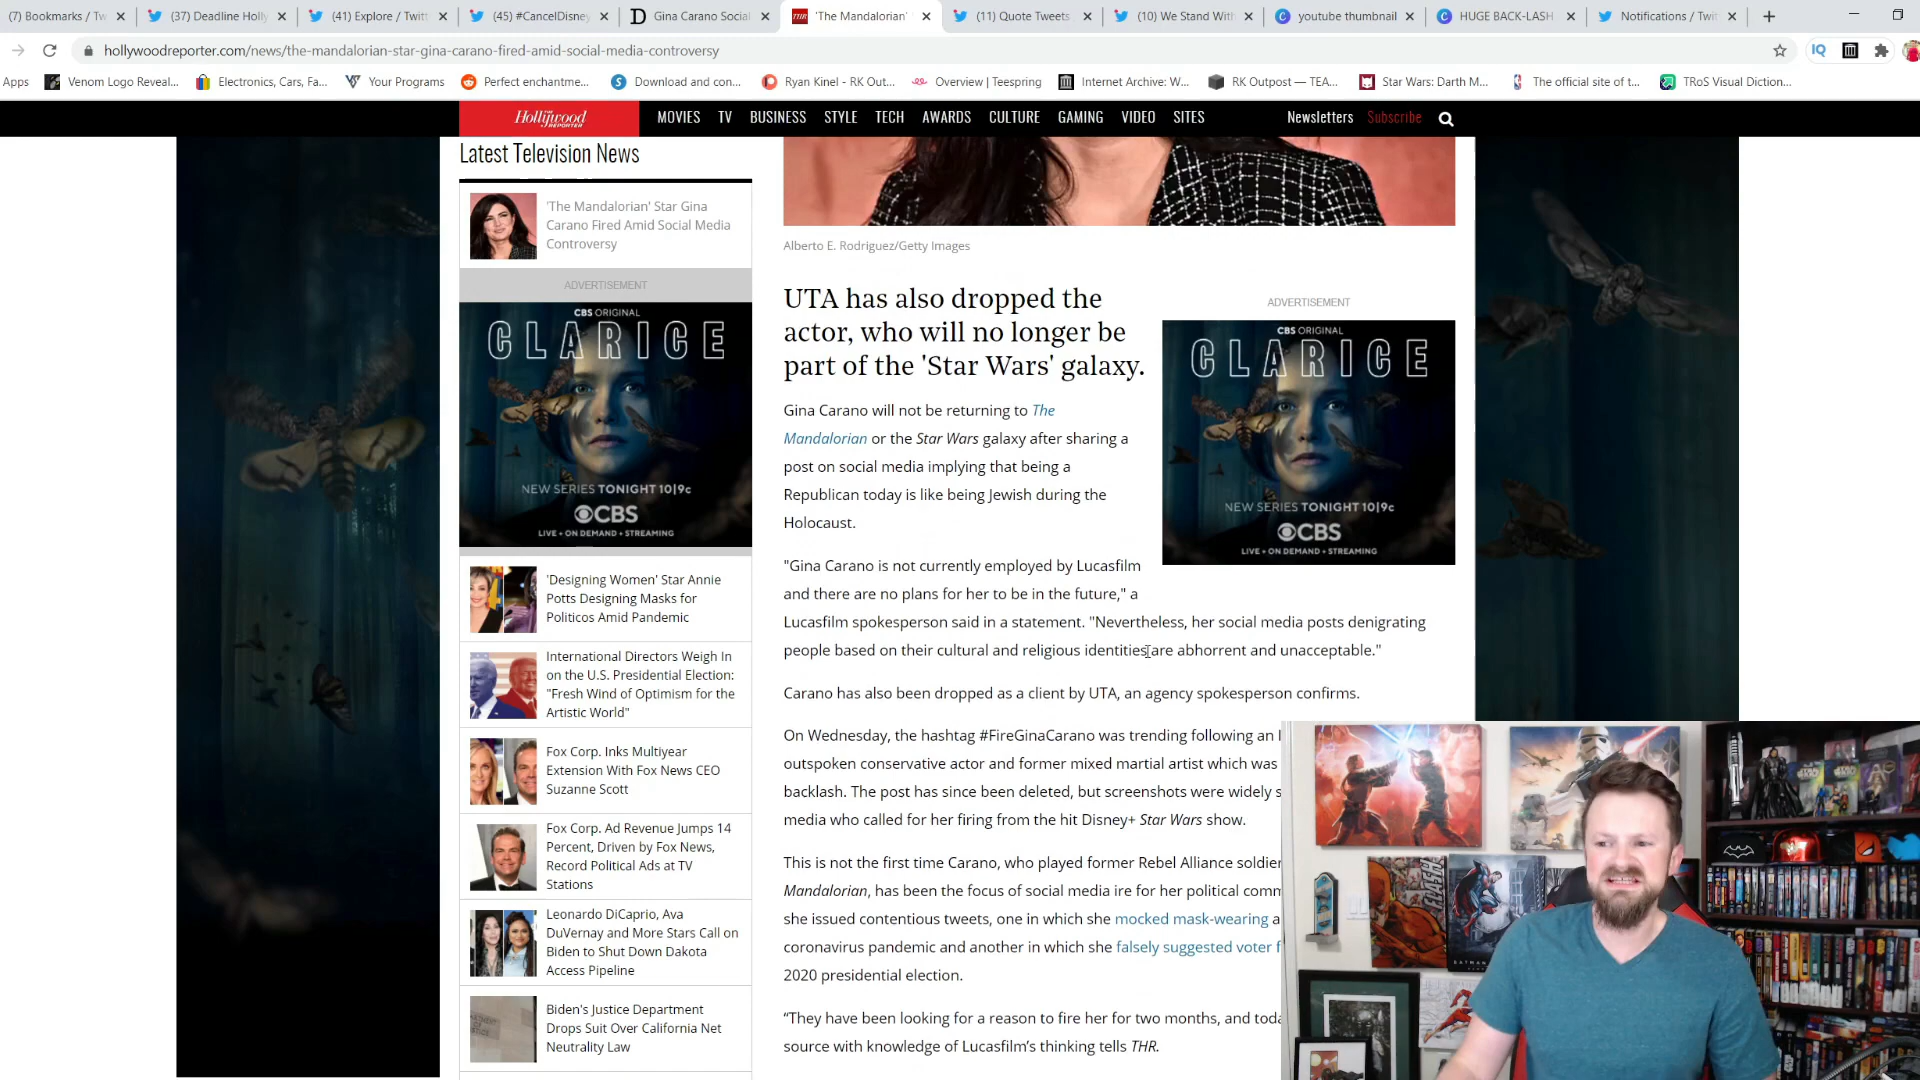 (7) Bookmarks / Tw
(37) Deadline Holly
(41) Explore / Twitt
(45) #CancelDisney
Gina Carano Social
'The Mandalorian'
(11) Quote Tweets
(10) We Stand With
youtube thumbnail
HUGE BACK-LASH
Notifications / Twit
hollywoodreporter.com/news/the-mandalorian-star-gina-carano-fired-amid-social-media-controversy
Apps
Venom Logo Reveal...
Electronics, Cars, Fa...
Your Programs
Perfect enchantme...
Download and con...
Ryan Kinel - RK Out...
Overview | Teespring
Internet Archive: W...
RK Outpost — TEA...
Star Wars: Darth M...
The official site of t...
TRoS Visual Diction...
THE Hollywood REPORTER
MOVIES TV BUSINESS STYLE TECH AWARDS CULTURE GAMING VIDEO SITES
Newsletters Subscribe
Latest Television News
'The Mandalorian' Star Gina
Carano Fired Amid Social Media
Controversy
ADVERTISEMENT
CBS ORIGINAL
CLARICE
NEW SERIES TONIGHT 10|9c
CBS
LIVE + ON DEMAND + STREAMING
'Designing Women' Star Annie
Potts Designing Masks for
Politicos Amid Pandemic
International Directors Weigh In
on the U.S. Presidential Election:
"Fresh Wind of Optimism for the
Artistic World"
Fox Corp. Inks Multiyear
Extension With Fox News CEO
Suzanne Scott
Fox Corp. Ad Revenue Jumps 14
Percent, Driven by Fox News,
Record Political Ads at TV
Stations
Leonardo DiCaprio, Ava
DuVernay and More Stars Call on
Biden to Shut Down Dakota
Access Pipeline
Biden's Justice Department
Drops Suit Over California Net
Neutrality Law
Alberto E. Rodriguez/Getty Images
UTA has also dropped the
actor, who will no longer be
part of the 'Star Wars' galaxy.
ADVERTISEMENT
CBS ORIGINAL
CLARICE
NEW SERIES TONIGHT 10|9c
CBS
LIVE + ON DEMAND + STREAMING
Gina Carano will not be returning to The
Mandalorian or the Star Wars galaxy after sharing a
post on social media implying that being a
Republican today is like being Jewish during the
Holocaust.
"Gina Carano is not currently employed by Lucasfilm
and there are no plans for her to be in the future," a
Lucasfilm spokesperson said in a statement. "Nevertheless, her social media posts denigrating
people based on their cultural and religious identities are abhorrent and unacceptable."
Carano has also been dropped as a client by UTA, an agency spokesperson confirms.
On Wednesday, the hashtag #FireGinaCarano was trending following an I
outspoken conservative actor and former mixed martial artist which was
backlash. The post has since been deleted, but screenshots were widely s
media who called for her firing from the hit Disney+ Star Wars show.
This is not the first time Carano, who played former Rebel Alliance soldier
Mandalorian, has been the focus of social media ire for her political comm
she issued contentious tweets, one in which she mocked mask-wearing a
coronavirus pandemic and another in which she falsely suggested voter f
2020 presidential election.
“They have been looking for a reason to fire her for two months, and toda
source with knowledge of Lucasfilm’s thinking tells THR.